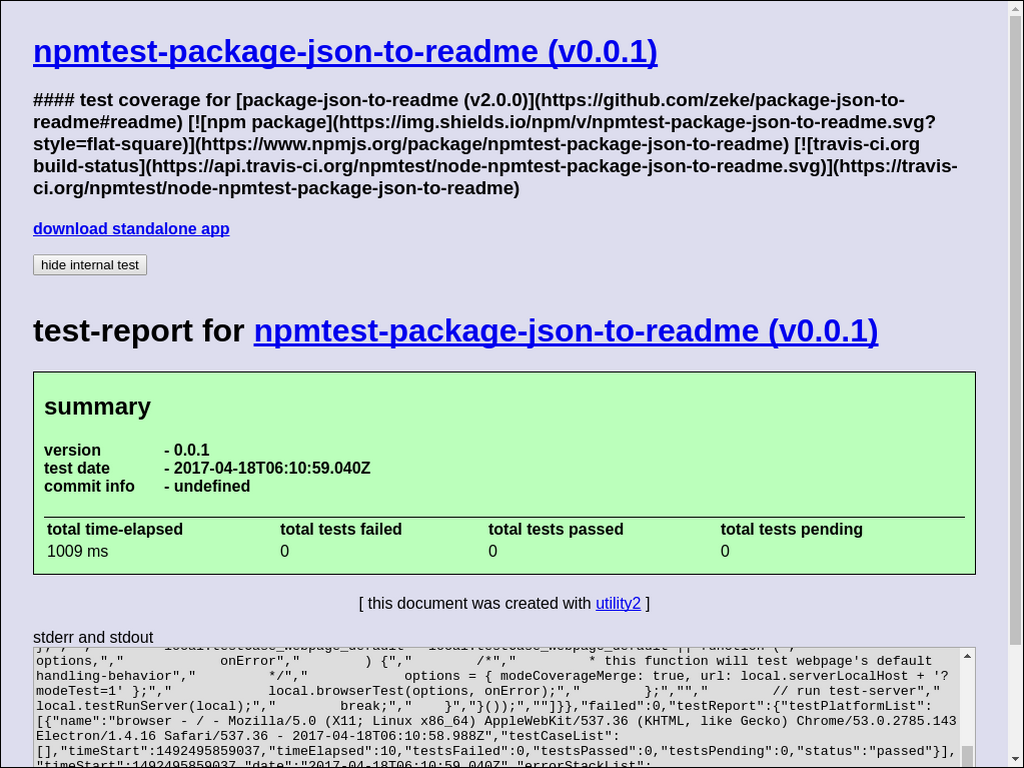 npmtest-package-json-to-readme (v0.0.1)
#### test coverage for [package-json-to-readme (v2.0.0)](https://github.com/zeke/package-json-to-
readme#readme) [![npm package](https://img.shields.io/npm/v/npmtest-package-json-to-readme.svg?
style=flat-square)](https://www.npmjs.org/package/npmtest-package-json-to-readme) [![travis-ci.org
build-status](https://api.travis-ci.org/npmtest/node-npmtest-package-json-to-readme.svg)](https://travis-
ci.org/npmtest/node-npmtest-package-json-to-readme)
download standalone app
hide internal test
test-report for npmtest-package-json-to-readme (v0.0.1)
summary
version - 0.0.1
test date - 2017-04-18T06:10:59.040Z
commit info - undefined
total time-elapsed total tests failed total tests passed total tests pending
1009 ms 0 0 0
[ this document was created with utility2 ]
stderr and stdout
options,"," onError"," ) {"," /*"," * this function will test webpage's default
handling-behavior"," */"," options = { modeCoverageMerge: true, url: local.serverLocalHost + '?
modeTest=1' };"," local.browserTest(options, onError);"," };",""," // run test-server","
local.testRunServer(local);"," break;"," }","}());",""]}},"failed":0,"testReport":{"testPlatformList":
[{"name":"browser - / - Mozilla/5.0 (X11; Linux x86_64) AppleWebKit/537.36 (KHTML, like Gecko) Chrome/53.0.2785.143
Electron/1.4.16 Safari/537.36 - 2017-04-18T06:10:58.988Z","testCaseList":
[],"timeStart":1492495859037,"timeElapsed":10,"testsFailed":0,"testsPassed":0,"testsPending":0,"status":"passed"}],
"timeStart":1492495859037,"date":"2017-04-18T06:10:59.040Z","errorStackList":